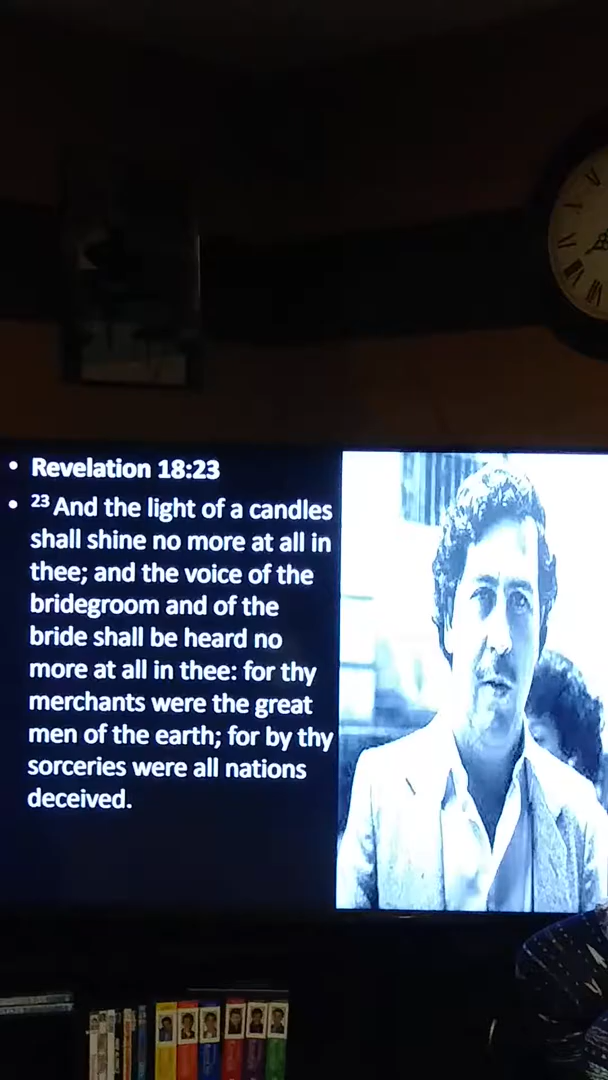 • Revelation 18:23
• 23 And the light of a candles
shall shine no more at all in
thee; and the voice of the
bridegroom and of the
bride shall be heard no
more at all in thee: for thy
merchants were the great
men of the earth; for by thy
sorceries were all nations
deceived.